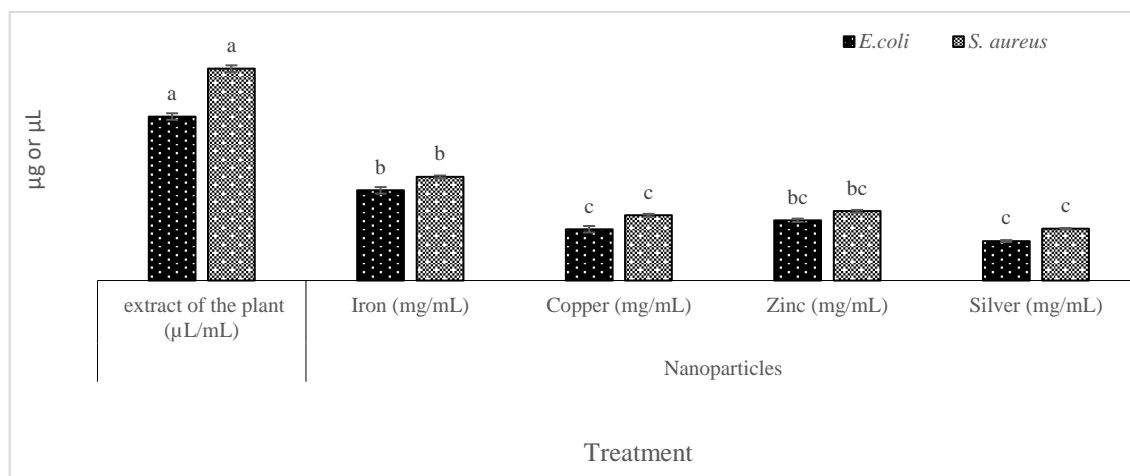 E.coli
S. aureus
a
a
b
b
c
c
bc
bc
c
c
µg or µL
extract of the plant
(µL/mL)
Iron (mg/mL)
Copper (mg/mL)
Zinc (mg/mL)
Silver (mg/mL)
Nanoparticles
Treatment